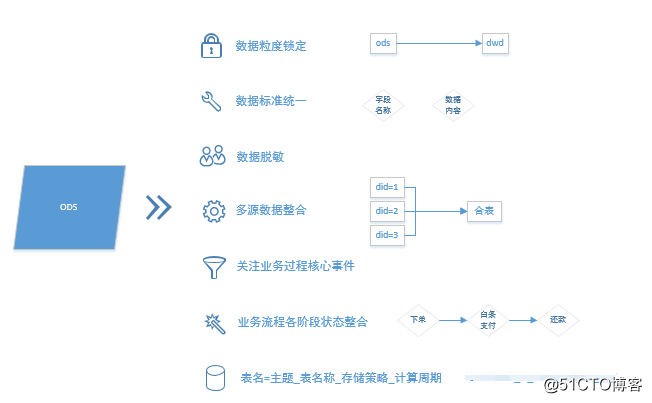 数据粒度锁定
ods
dwd
数据标准统一
字段
名称
数据
内容
数据脱敏
ODS
多源数据整合
did=1
did=2
did=3
合表
关注业务过程核心事件
业务流程各阶段状态整合
下单
白条
支付
还款
表名=主题_表名称_存储策略_计算周期
@51CTO博客